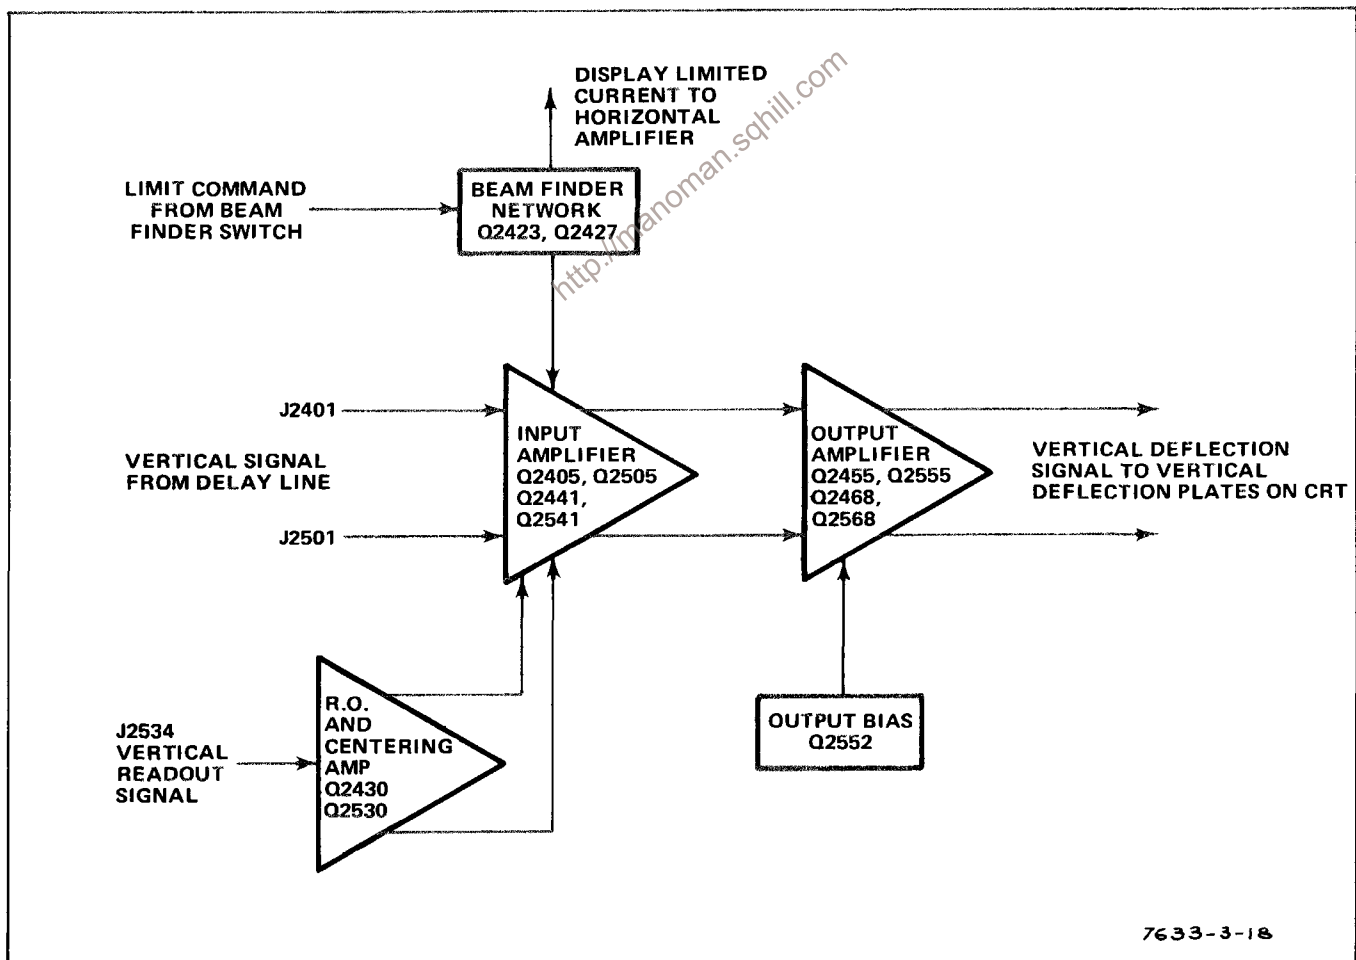 DISPLAY LIMITED
CURRENT TO
HORIZONTAL
AMPLIFIER
LIMIT COMMAND
FROM BEAM
FINDER SWITCH
BEAM FINDER
NETWORK
Q2423, Q2427
http://manoman.sqhill.com
J2401
VERTICAL SIGNAL
FROM DELAY LINE
J2501
INPUT
AMPLIFIER
Q2405, Q2505
Q2441,
Q2541
OUTPUT
AMPLIFIER
Q2455, Q2555
Q2468,
Q2568
VERTICAL DEFLECTION
SIGNAL TO VERTICAL
DEFLECTION PLATES ON CRT
J2534
VERTICAL
READOUT
SIGNAL
R.O.
AND
CENTERING
AMP
Q2430
Q2530
OUTPUT BIAS
Q2552
7633-3-18